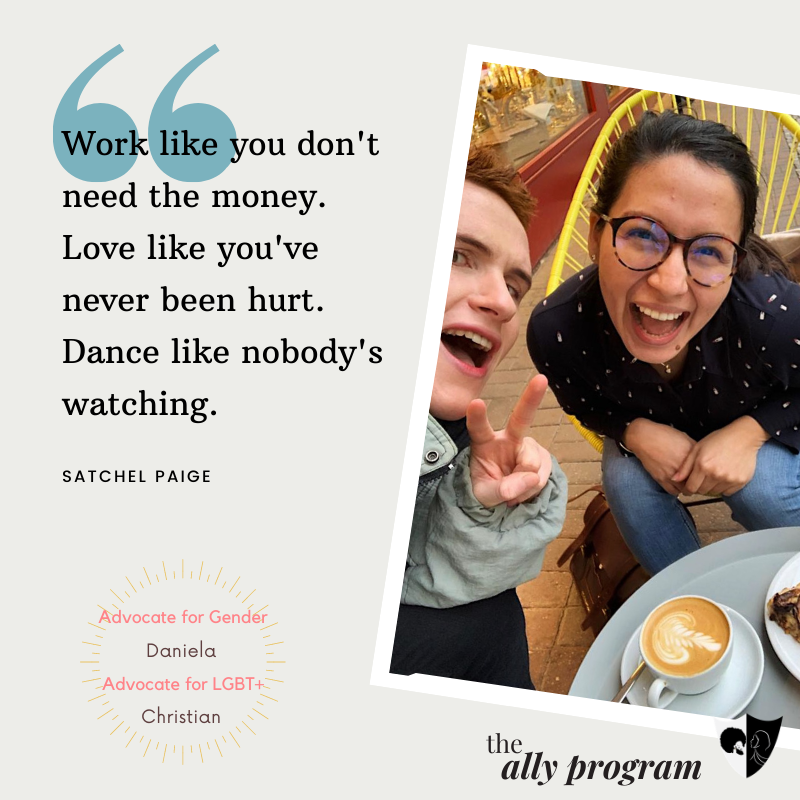 Work like you don't
need the money.
Love like you've
never been hurt.
Dance like nobody's
watching.
SATCHEL PAIGE
Advocate for Gender
Daniela
Advocate for LGBT+
Christian
the
ally program